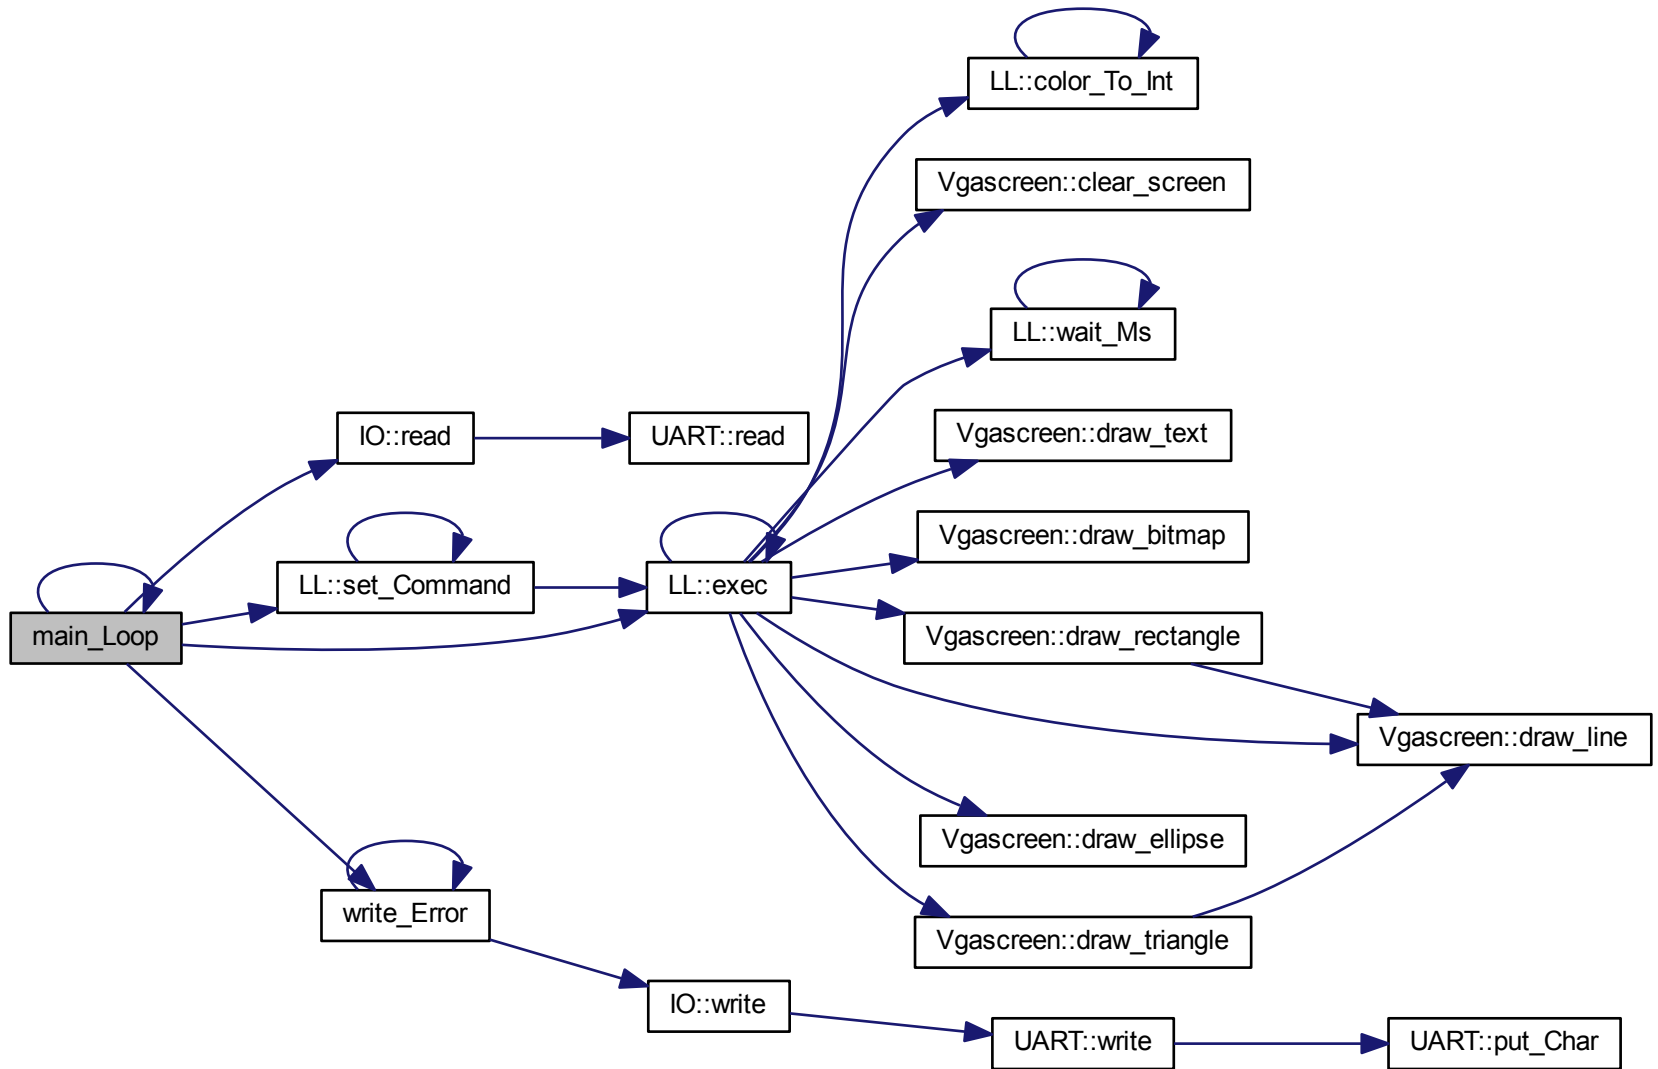 LL::color_To_Int
Vgascreen::clear_screen
LL::wait_Ms
IO::read
UART::read
Vgascreen::draw_text
Vgascreen::draw_bitmap
LL::set_Command
LL::exec
main_Loop
Vgascreen::draw_rectangle
Vgascreen::draw_line
Vgascreen::draw_ellipse
write_Error
Vgascreen::draw_triangle
IO::write
UART::write
UART::put_Char